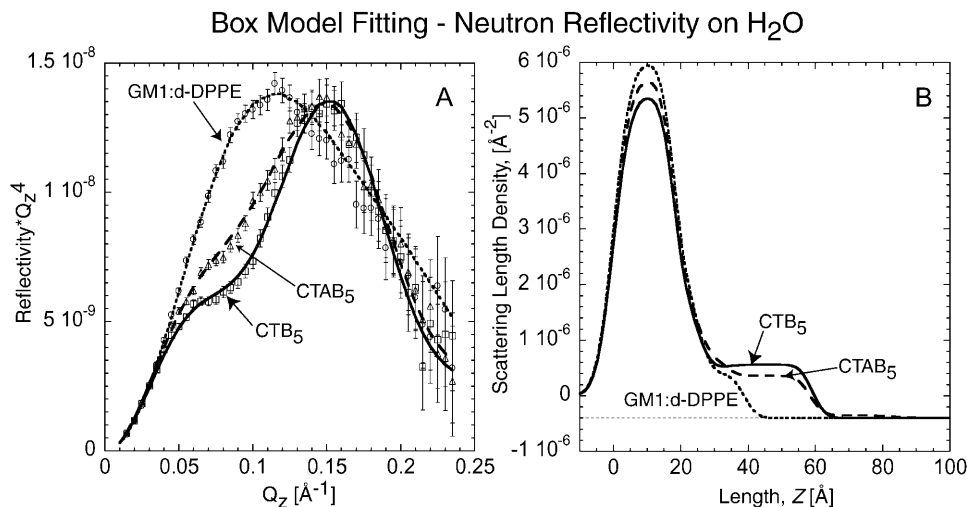 Box Model Fitting - Neutron Reflectivity on H2O
A
GM1:d-DPPE
CTAB5
CTB5
1.5 10-8
1 10-8
5 10-9
0
Reflectivity*QZ4
0 0.05 0.1 0.15 0.2 0.25
QZ [Å-1]
B
6 10-6
5 10-6
4 10-6
6 10-6
2 10-6
1 10-6
0
-1 10-6
Scattering Length Density, [Å-2]
CTB5
CTAB5
GM1:d-DPPE
0 20 40 60 80 100
Length, Z [Å]